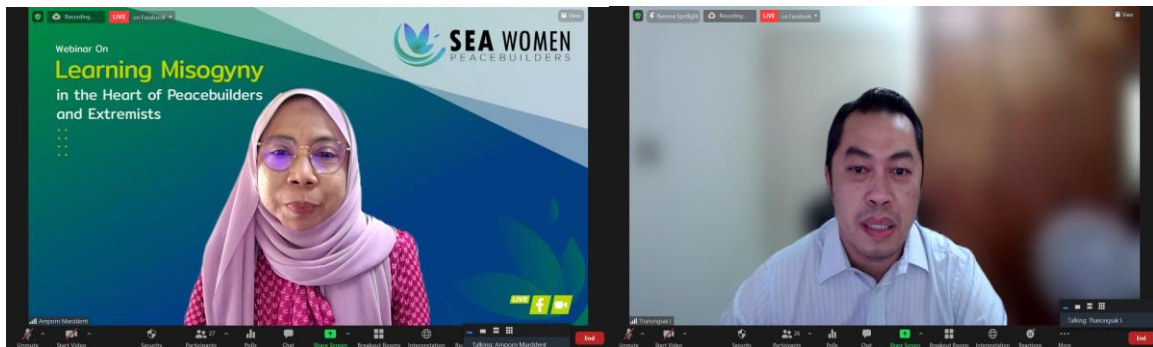 Recording...
LIVE
on Facebook
View
Webinar On
Learning Misogyny
in the Heart of Peacebuilders
and Extremists
SEA WOMEN
PEACEBUILDERS
LIVE
Amporn Marddent
Unmute
Start Video
Security
Participants
27
Polls
Chat
Share Screen
Breakout Rooms
Interpretation
Talking: Amporn Marddent
End
Remove Spotlight
Recording...
LIVE
on Facebook
View
Thanongsak I.
Talking: Thanongsak I.
Unmute
Start Video
Security
Participants
26
Polls
Chat
Share Screen
Breakout Rooms
Interpretation
Reactions
More
End